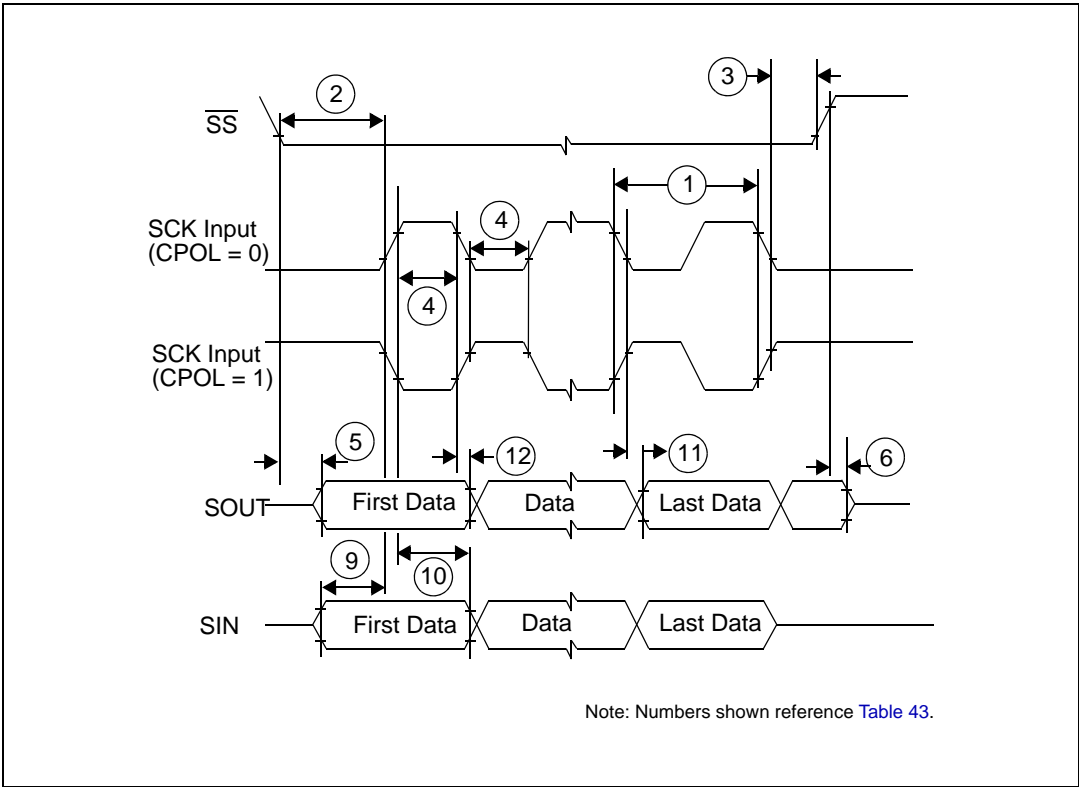 3
2
SS
1
4
SCK Input
(CPOL = 0)
4
SCK Input
(CPOL = 1)
5
12
11
6
SOUT
First Data
Data
Last Data
9
10
SIN
First Data
Data
Last Data
Note: Numbers shown reference Table 43.